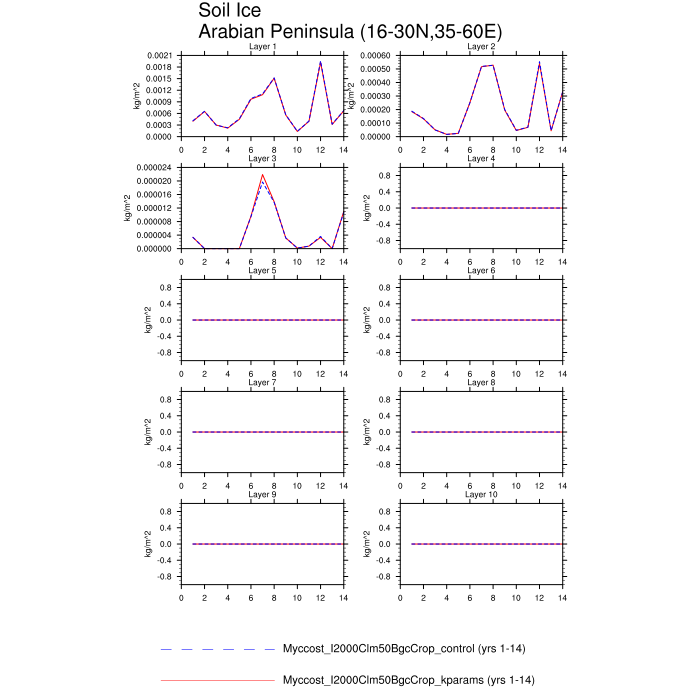 Soil Ice
Arabian Peninsula (16-30N,35-60E)
Layer 1
kg/m^2
0.0021
0.0018
0.0015
0.0012
0.0009
0.0006
0.0003
0.0000
0 2 4 6 8 10 12 14
Layer 2
kg/m^2
0.00060
0.00050
0.00040
0.00030
0.00020
0.00010
0.00000
0 2 4 6 8 10 12 14
Layer 3
kg/m^2
0.000024
0.000020
0.000016
0.000012
0.000008
0.000004
0.000000
0 2 4 6 8 10 12 14
Layer 4
kg/m^2
0.8
0.4
0.0
-0.4
-0.8
0 2 4 6 8 10 12 14
Layer 5
kg/m^2
0.8
0.4
0.0
-0.4
-0.8
0 2 4 6 8 10 12 14
Layer 6
kg/m^2
0.8
0.4
0.0
-0.4
-0.8
0 2 4 6 8 10 12 14
Layer 7
kg/m^2
0.8
0.4
0.0
-0.4
-0.8
0 2 4 6 8 10 12 14
Layer 8
kg/m^2
0.8
0.4
0.0
-0.4
-0.8
0 2 4 6 8 10 12 14
Layer 9
kg/m^2
0.8
0.4
0.0
-0.4
-0.8
0 2 4 6 8 10 12 14
Layer 10
kg/m^2
0.8
0.4
0.0
-0.4
-0.8
0 2 4 6 8 10 12 14
Myccost_I2000Clm50BgcCrop_control (yrs 1-14)
Myccost_I2000Clm50BgcCrop_kparams (yrs 1-14)